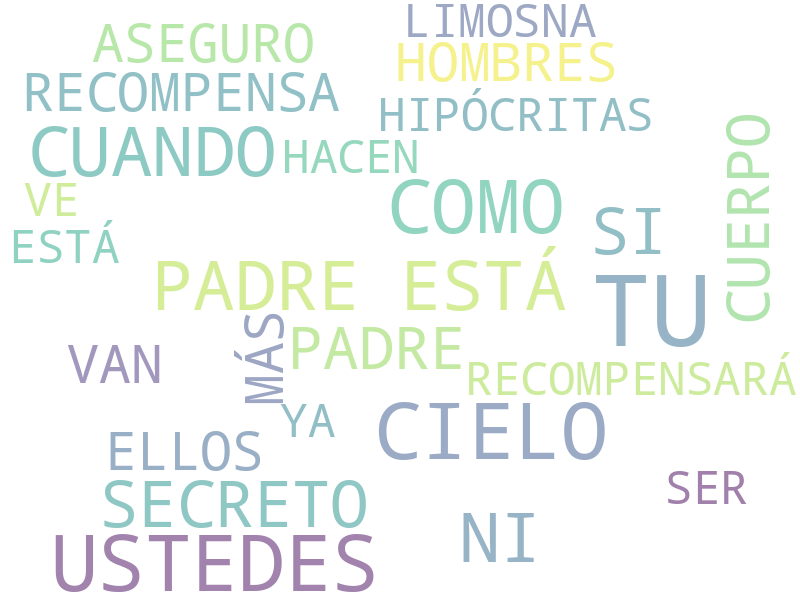 LIMOSNA
ASEGURO
HOMBRES
RECOMPENSA
HIPÓCRITAS
CUANDO
HACEN
CUERPO
VE
COMO
SI
ESTÁ
PADRE ESTÁ
TU
MÁS
PADRE
VAN
RECOMPENSARÁ
YA
CIELO
ELLOS
SER
SECRETO
NI
USTEDES